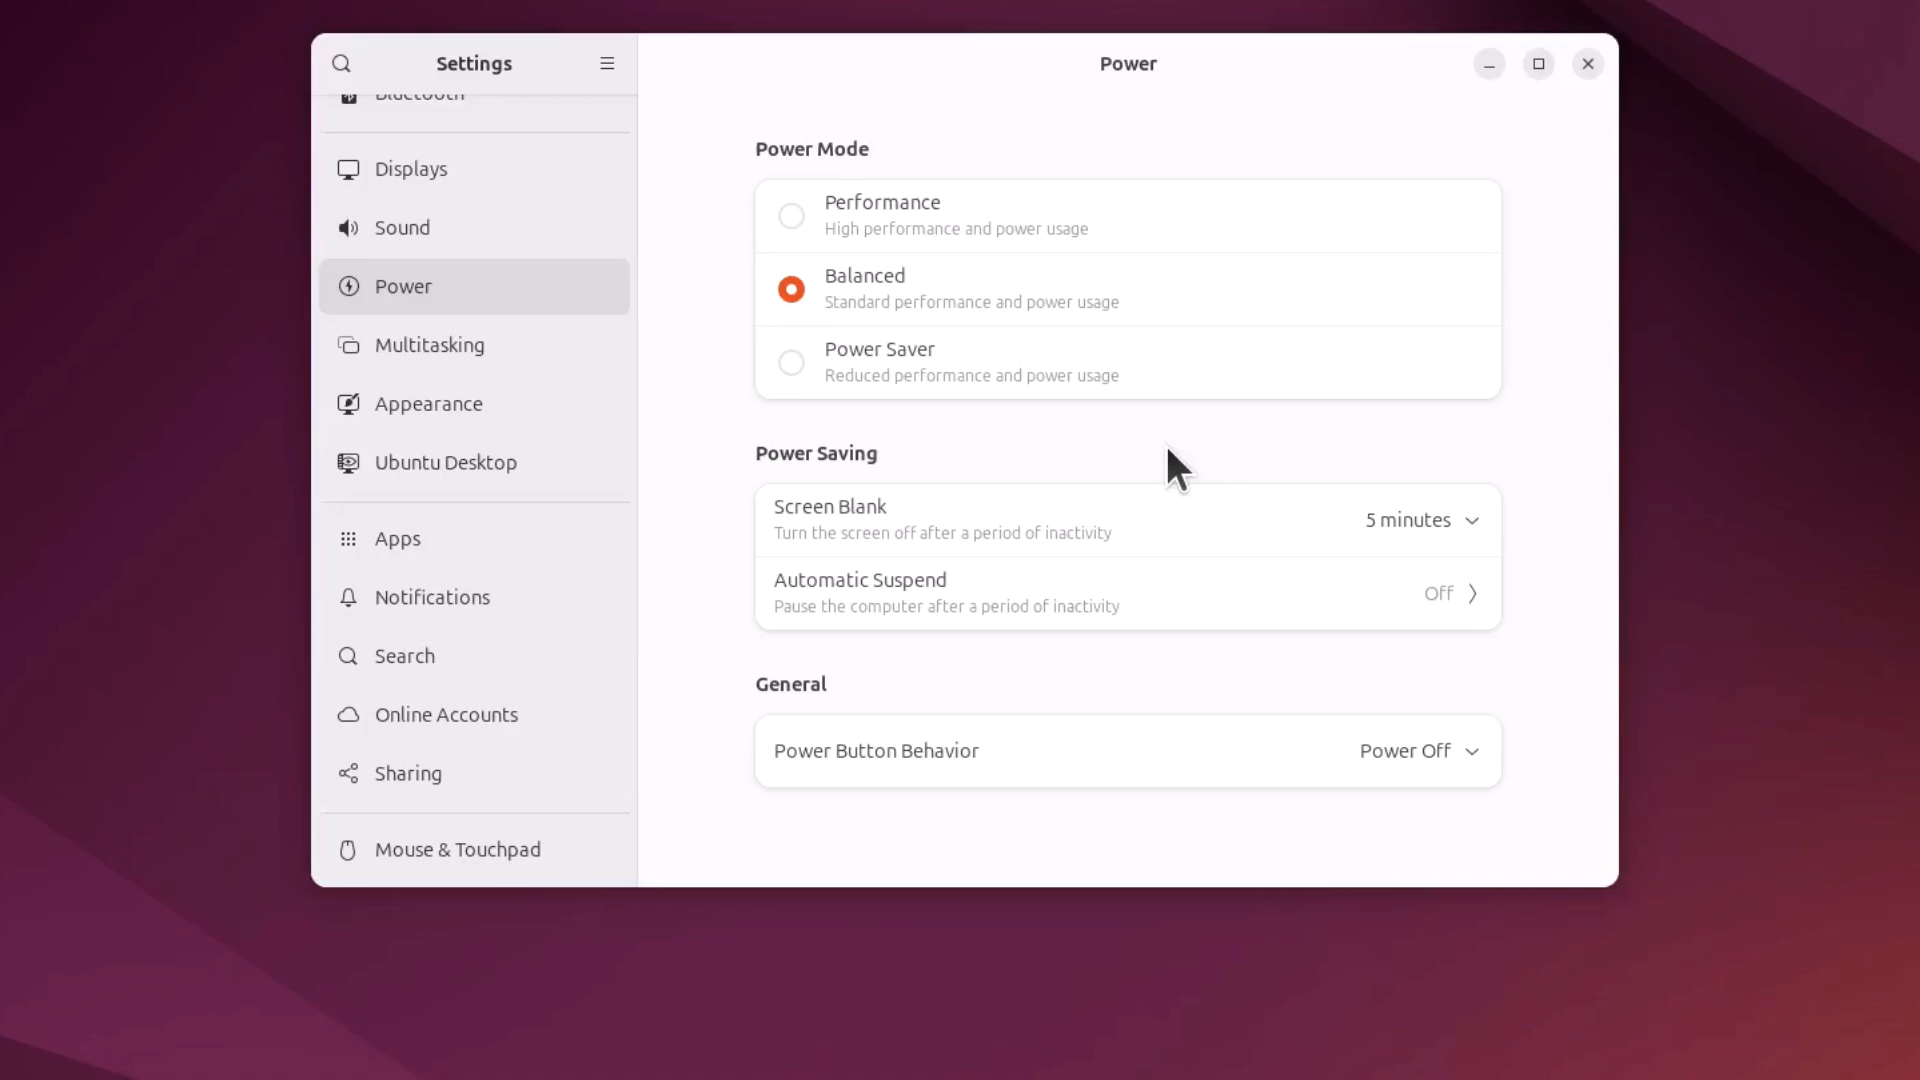 Settings
Power
Bluetooth
Displays
Sound
Power
Multitasking
Appearance
Ubuntu Desktop
Apps
Notifications
Search
Online Accounts
Sharing
Mouse & Touchpad
Power Mode
Performance
High performance and power usage
Balanced
Standard performance and power usage
Power Saver
Reduced performance and power usage
Power Saving
Screen Blank
Turn the screen off after a period of inactivity
5 minutes
Automatic Suspend
Pause the computer after a period of inactivity
Off
General
Power Button Behavior
Power Off